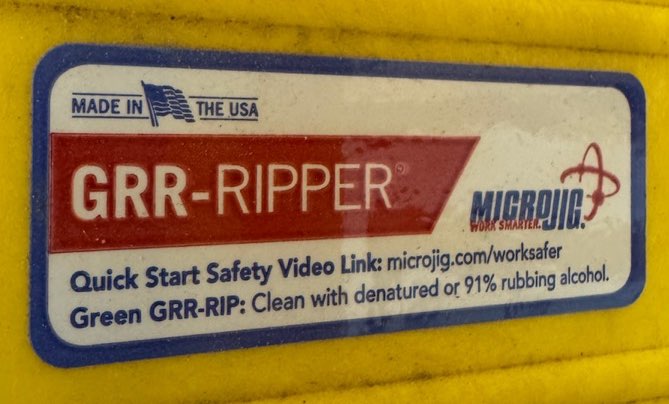 MADE IN THE USA
GRR-RIPPER®
MICROJIG.
WORK SMARTER.
Quick Start Safety Video Link: microjig.com/worksafer
Green GRR-RIP: Clean with denatured or 91% rubbing alcohol.